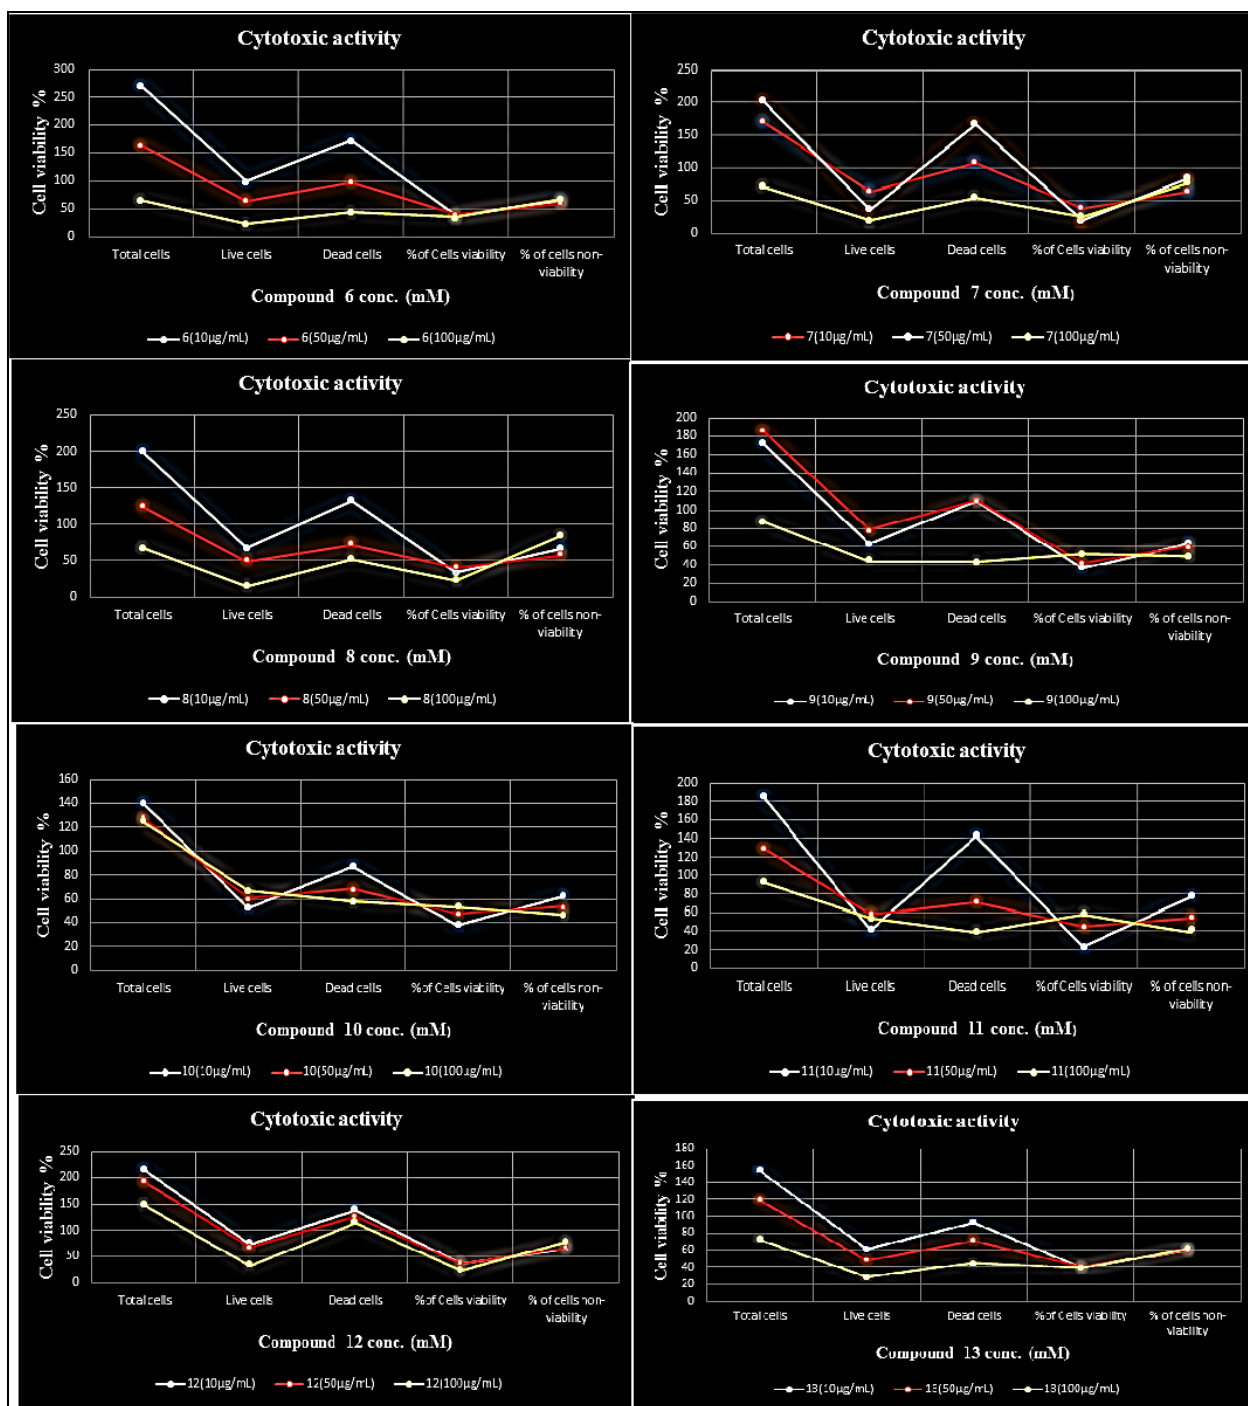 Cytotoxic activity
Cell viability %
300
250
200
150
100
50
0
Total cells Live cells Dead cells %of Cells viability % of cells non-
viability
Compound 6 conc. (mM)
6(10µg/mL) 6(50µg/mL) 6(100µg/mL)
Cytotoxic activity
Cell viability %
250
200
150
100
50
0
Total cells Live cells Dead cells %of Cells viability % of cells non-
viability
Compound 7 conc. (mM)
7(10µg/mL) 7(50µg/mL) 7(100µg/mL)
Cytotoxic activity
Cell viability %
250
200
150
100
50
0
Total cells Live cells Dead cells %of Cells viability % of cells non-
viability
Compound 8 conc. (mM)
8(10µg/mL) 8(50µg/mL) 8(100µg/mL)
Cytotoxic activity
Cell viability %
200
180
160
140
120
100
80
60
40
20
0
Total cells Live cells Dead cells %of Cells viability % of cells non-
viability
Compound 9 conc. (mM)
9(10µg/mL) 9(50µg/mL) 9(100µg/mL)
Cytotoxic activity
Cell viability %
160
140
120
100
80
60
40
20
0
Total cells Live cells Dead cells %of Cells viability % of cells non-
viability
Compound 10 conc. (mM)
10(10µg/mL) 10(50µg/mL) 10(100µg/mL)
Cytotoxic activity
Cell viability %
200
180
160
140
120
100
80
60
40
20
0
Total cells Live cells Dead cells %of Cells viability % of cells non-
viability
Compound 11 conc. (mM)
11(10µg/mL) 11(50µg/mL) 11(100µg/mL)
Cytotoxic activity
Cell viability %
250
200
150
100
50
0
Total cells Live cells Dead cells %of Cells viability % of cells non-
viability
Compound 12 conc. (mM)
12(10µg/mL) 12(50µg/mL) 12(100µg/mL)
Cytotoxic activity
Cell viability %
180
160
140
120
100
80
60
40
20
0
Total cells Live cells Dead cells %of Cells viability % of cells non-
viability
Compound 13 conc. (mM)
13(10µg/mL) 13(50µg/mL) 13(100µg/mL)